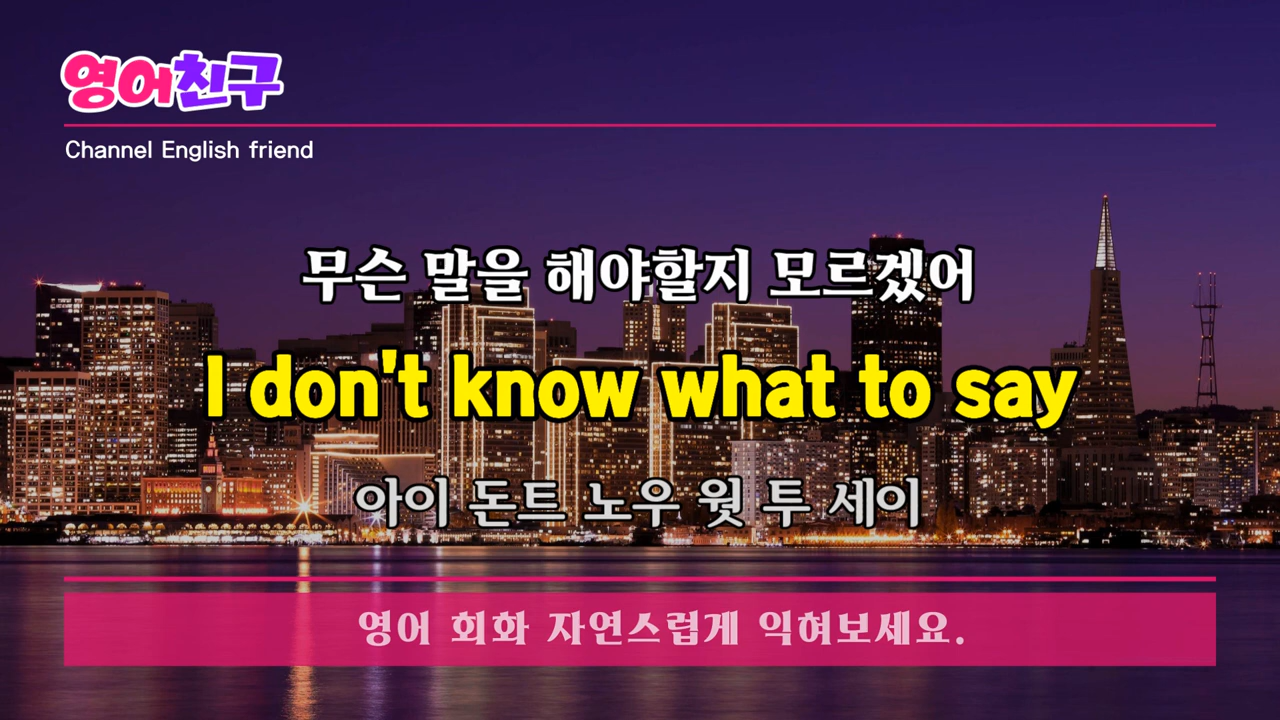 영어친구
Channel English friend
무슨 말을 해야할지 모르겠어
I don't know what to say
아이 돈트 노우 웟 투 세이
영어 회화 자연스럽게 익혀보세요.